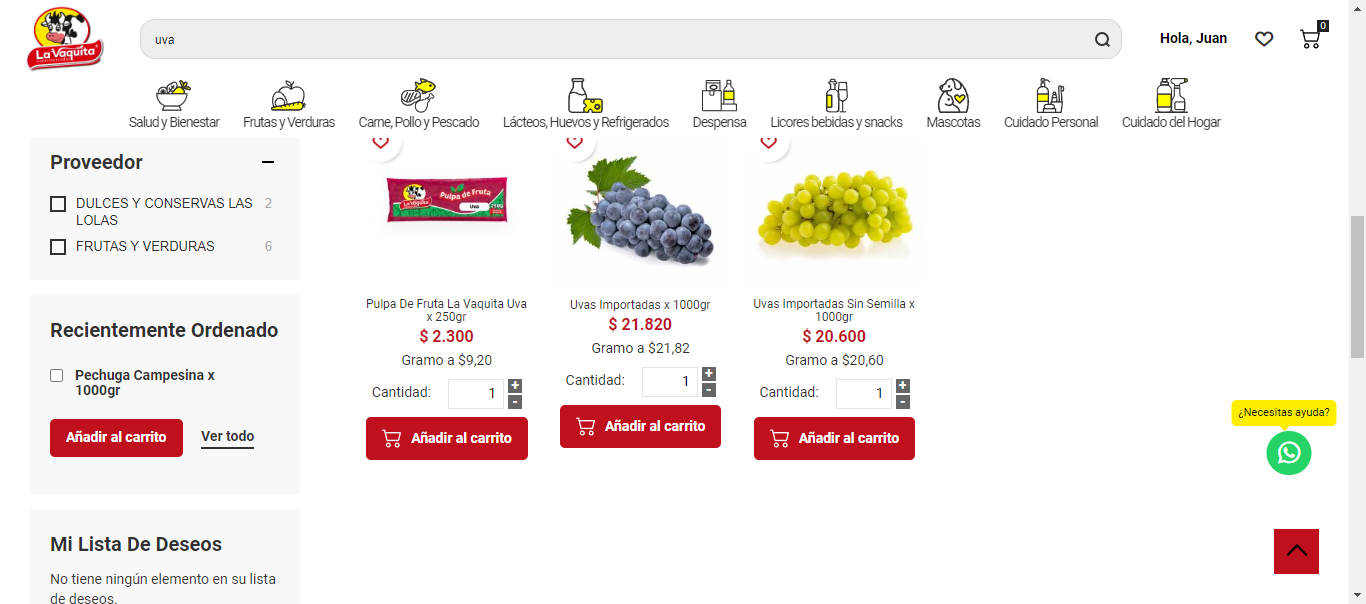 La Vaquita
uva
Hola, Juan
0
Salud y Bienestar
Frutas y Verduras
Carne, Pollo y Pescado
Lácteos, Huevos y Refrigerados
Despensa
Licores bebidas y snacks
Mascotas
Cuidado Personal
Cuidado del Hogar
Proveedor
DULCES Y CONSERVAS LAS 2
LOLAS
FRUTAS Y VERDURAS 6
Recientemente Ordenado
Pechuga Campesina x
1000gr
Añadir al carrito
Ver todo
Mi Lista De Deseos
No tiene ningún elemento en su lista
de deseos.
La Vaquita
Pulpa de Fruta
Uva
250g
Pulpa De Fruta La Vaquita Uva
x 250gr
$ 2.300
Gramo a $9,20
Cantidad: 1 + -
Añadir al carrito
Uvas Importadas x 1000gr
$ 21.820
Gramo a $21,82
Cantidad: 1 + -
Añadir al carrito
Uvas Importadas Sin Semilla x
1000gr
$ 20.600
Gramo a $20,60
Cantidad: 1 + -
Añadir al carrito
¿Necesitas ayuda?